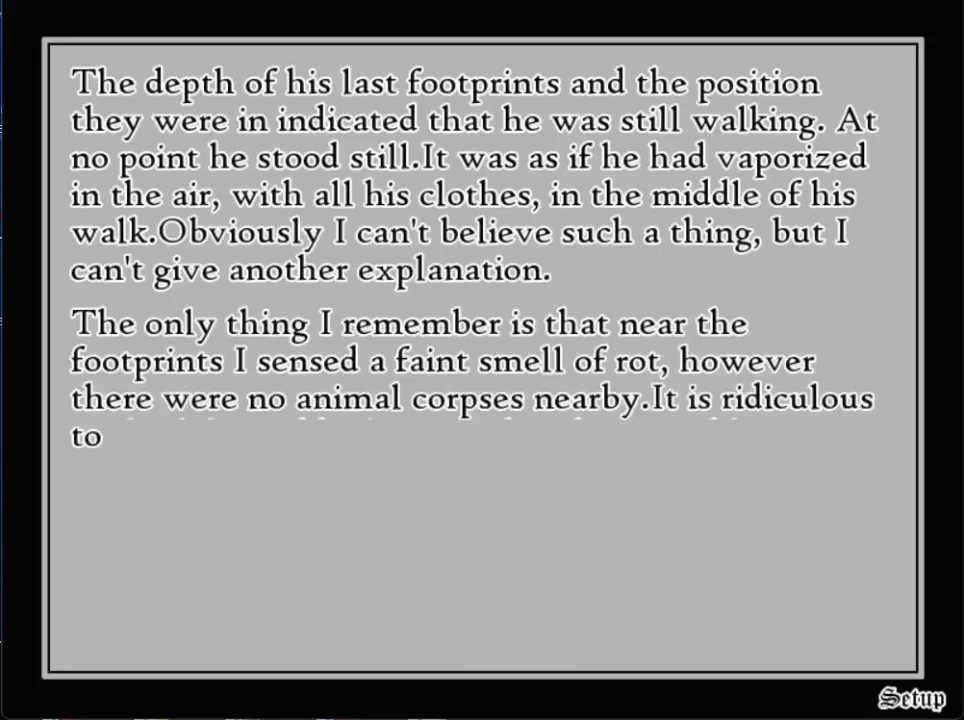 The depth of his last footprints and the position
they were in indicated that he was still walking. At
no point he stood still.It was as if he had vaporized
in the air, with all his clothes, in the middle of his
walk.Obviously I can't believe such a thing, but I
can't give another explanation.
The only thing I remember is that near the
footprints I sensed a faint smell of rot, however
there were no animal corpses nearby.It is ridiculous
to
Setup